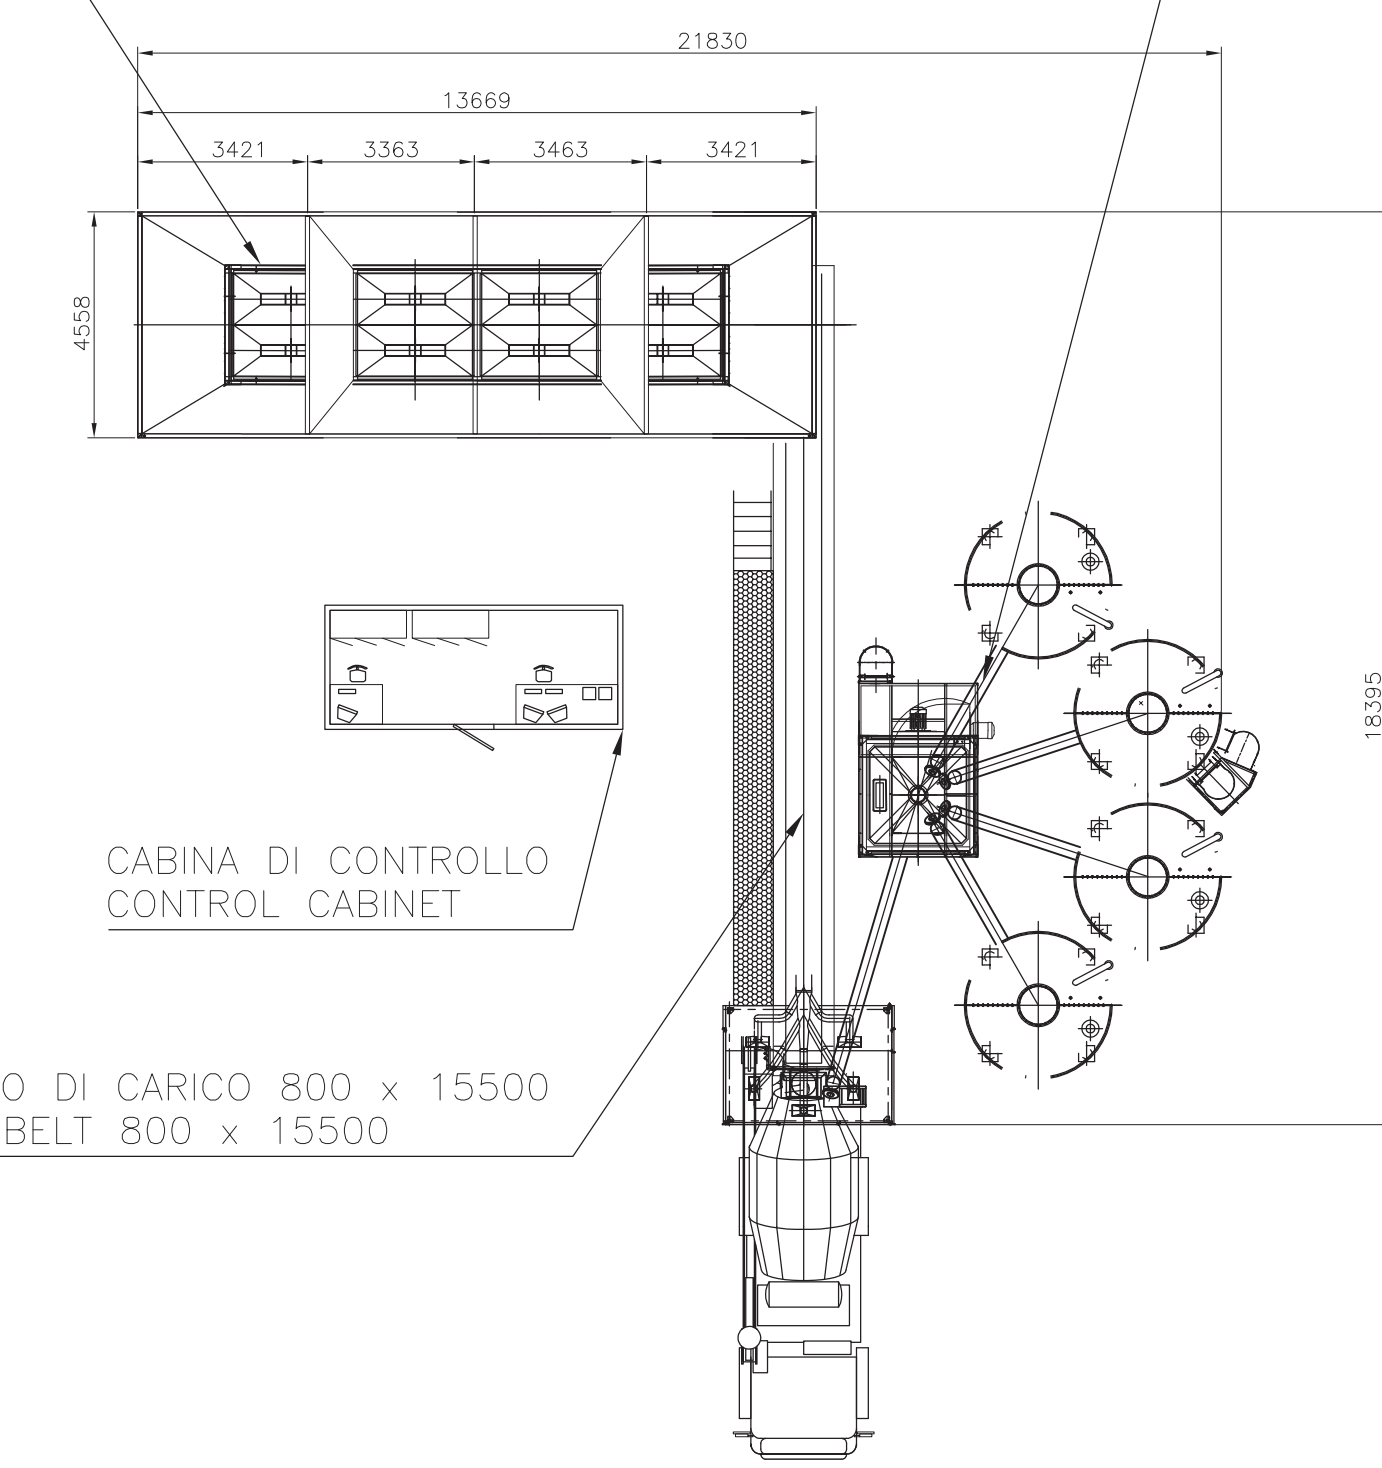 21830
13669
3421 3363 3463 3421
4558
18395
CABINA DI CONTROLLO
CONTROL CABINET
O DI CARICO 800 x 15500
BELT 800 x 15500